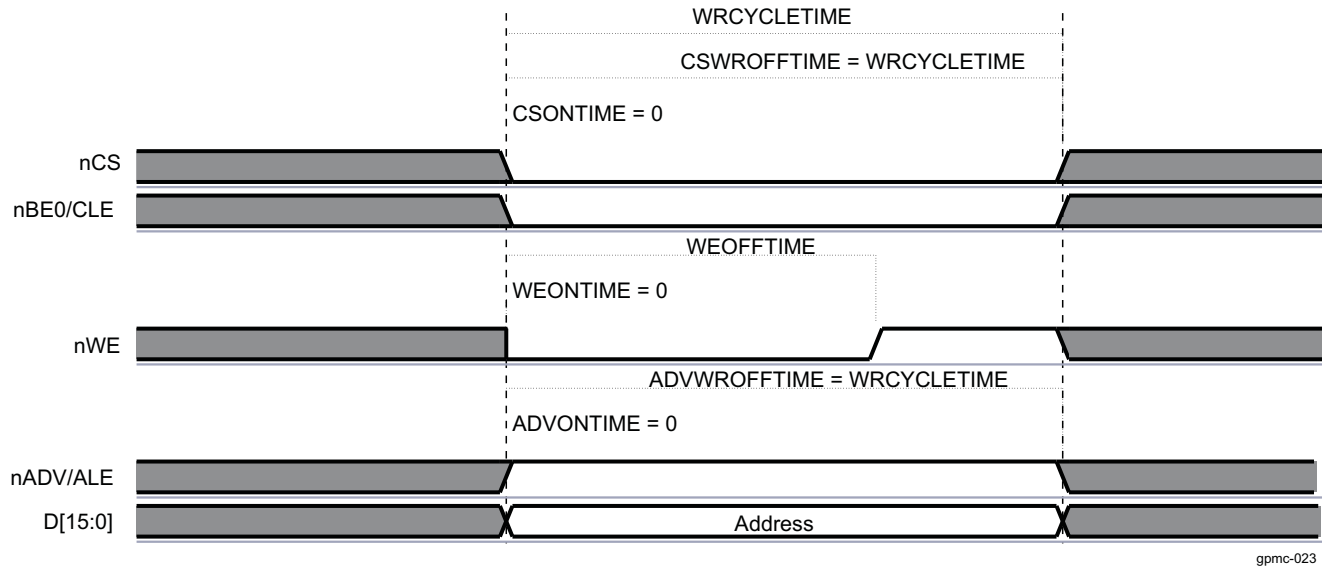 WRCYCLETIME
CSWROFFTIME = WRCYCLETIME
CSONTIME = 0
nCS
nBE0/CLE
WEOFFTIME
WEONTIME = 0
nWE
ADVWROFFTIME = WRCYCLETIME
ADVONTIME = 0
nADV/ALE
D[15:0]
Address
gpmc-023